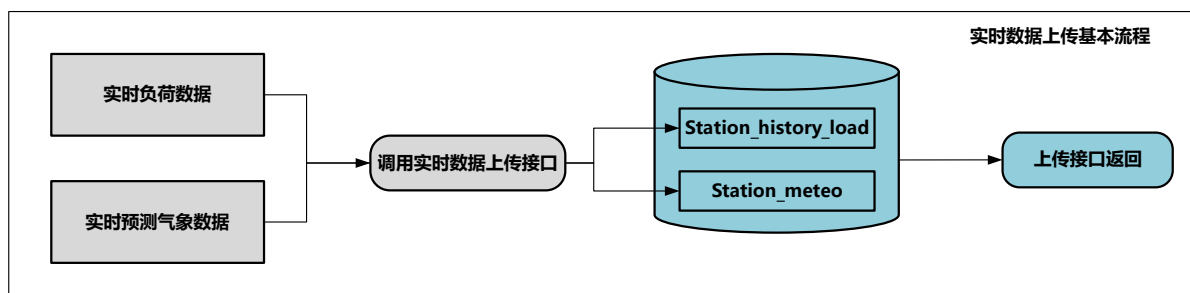 实时数据上传基本流程
实时负荷数据
实时预测气象数据
调用实时数据上传接口
Station_history_load
Station_meteo
上传接口返回